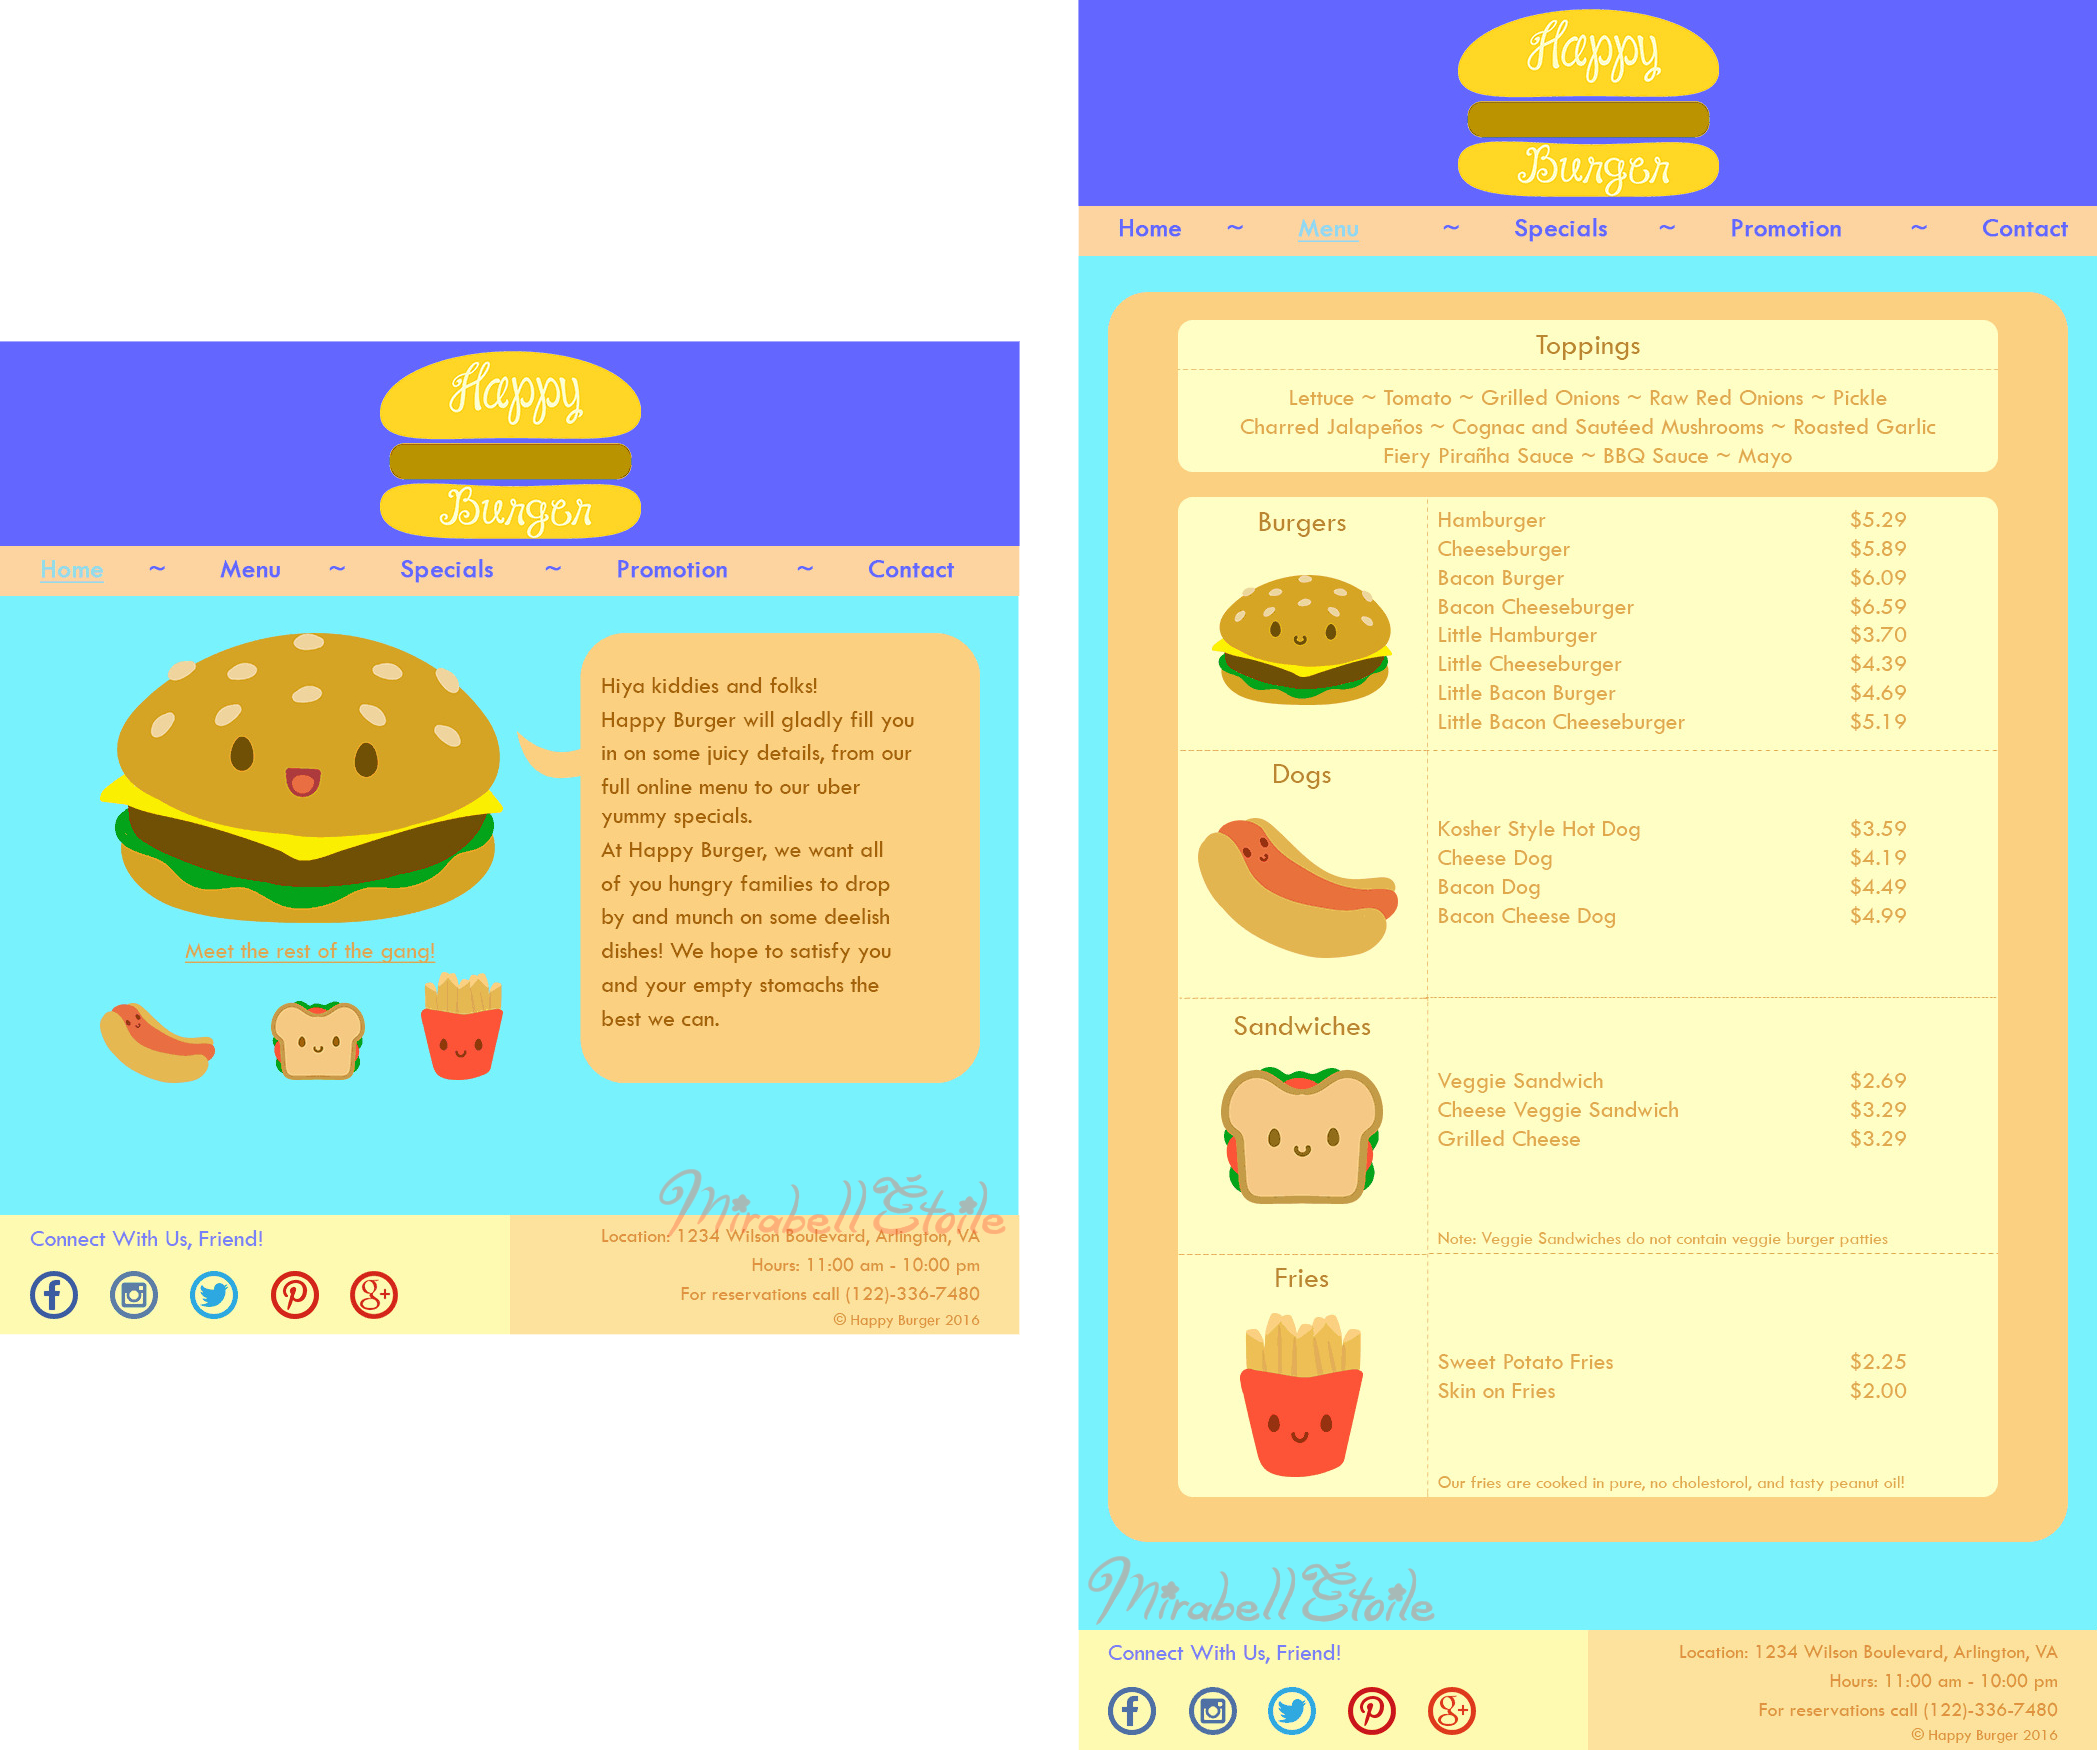 Happy
Burger
Home ~ Menu ~ Specials ~ Promotion ~ Contact
Hiya kiddies and folks!
Happy Burger will gladly fill you
in on some juicy details, from our
full online menu to our uber
yummy specials.
At Happy Burger, we want all
of you hungry families to drop
by and munch on some deelish
dishes! We hope to satisfy you
and your empty stomachs the
best we can.
Meet the rest of the gang!
Mirabell Étoile
Connect With Us, Friend!
Location: 1234 Wilson Boulevard, Arlington, VA
Hours: 11:00 am - 10:00 pm
For reservations call (122)-336-7480
© Happy Burger 2016
Happy
Burger
Home ~ Menu ~ Specials ~ Promotion ~ Contact
Toppings
Lettuce ~ Tomato ~ Grilled Onions ~ Raw Red Onions ~ Pickle
Charred Jalapeños ~ Cognac and Sautéed Mushrooms ~ Roasted Garlic
Fiery Pirañha Sauce ~ BBQ Sauce ~ Mayo
Burgers
Hamburger $5.29
Cheeseburger $5.89
Bacon Burger $6.09
Bacon Cheeseburger $6.59
Little Hamburger $3.70
Little Cheeseburger $4.39
Little Bacon Burger $4.69
Little Bacon Cheeseburger $5.19
Dogs
Kosher Style Hot Dog $3.59
Cheese Dog $4.19
Bacon Dog $4.49
Bacon Cheese Dog $4.99
Sandwiches
Veggie Sandwich $2.69
Cheese Veggie Sandwich $3.29
Grilled Cheese $3.29
Note: Veggie Sandwiches do not contain veggie burger patties
Fries
Sweet Potato Fries $2.25
Skin on Fries $2.00
Our fries are cooked in pure, no cholestorol, and tasty peanut oil!
Mirabell Étoile
Connect With Us, Friend!
Location: 1234 Wilson Boulevard, Arlington, VA
Hours: 11:00 am - 10:00 pm
For reservations call (122)-336-7480
© Happy Burger 2016